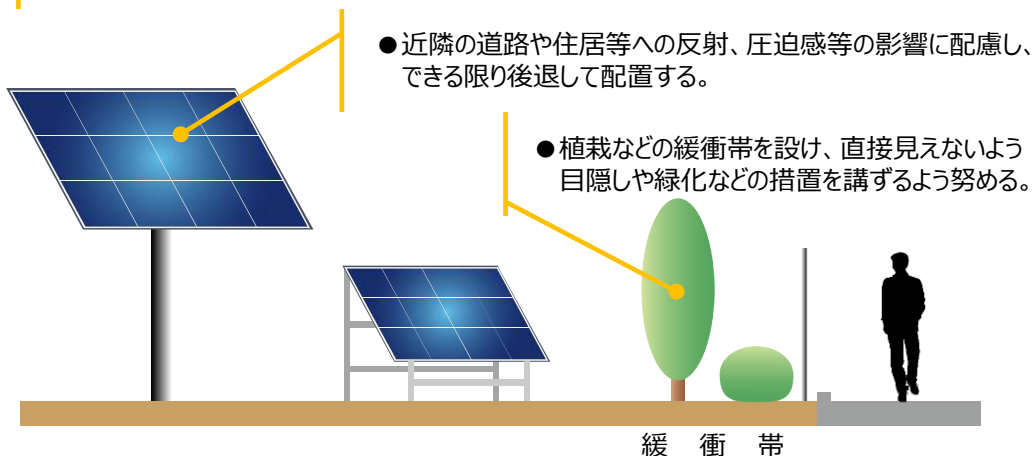 ●近隣の道路や住居等への反射、圧迫感等の影響に配慮し、
できる限り後退して配置する。
●植栽などの緩衝帯を設け、直接見えないよう
目隠しや緑化などの措置を講ずるよう努める。
緩 衝 帯